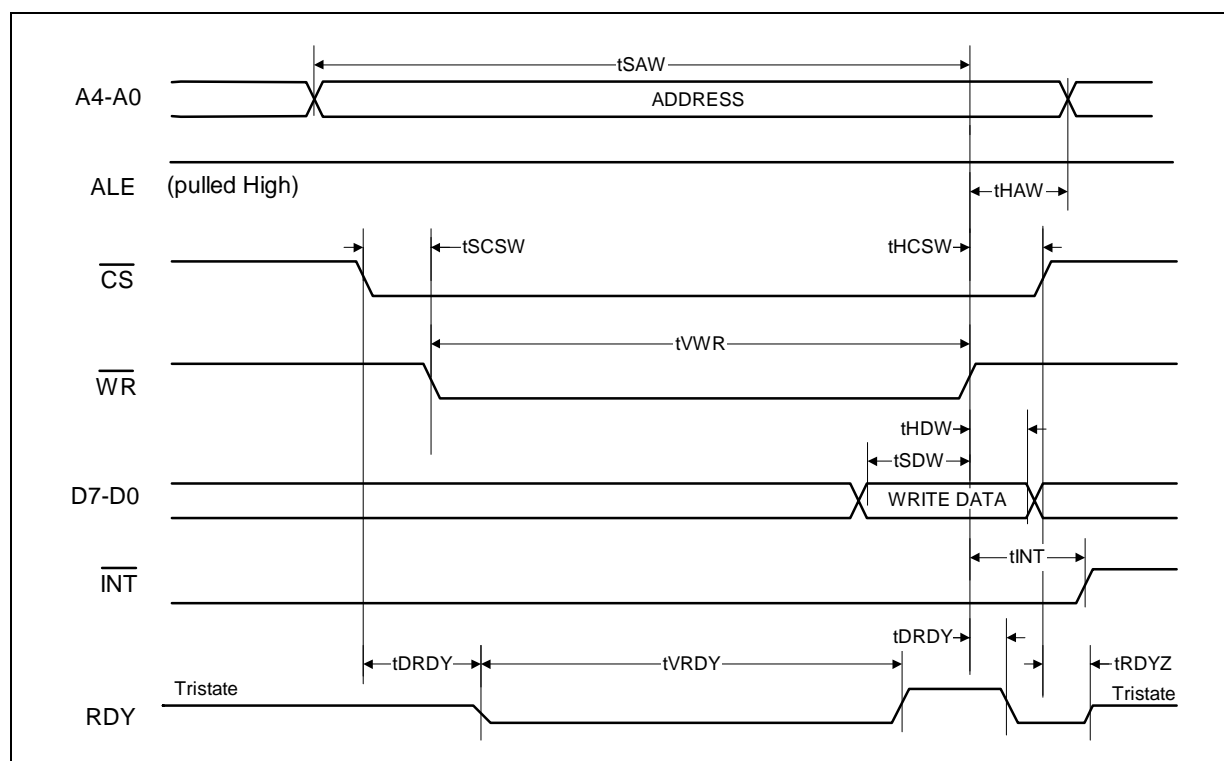 tSAW
A4-A0 ADDRESS
ALE (pulled High) tHAW
tSCSW tHCSW
CS
tVWR
WR
tHDW
tSDW
D7-D0 WRITE DATA
tINT
INT
tDRDY
tDRDY tVRDY tRDYZ
Tristate Tristate
RDY